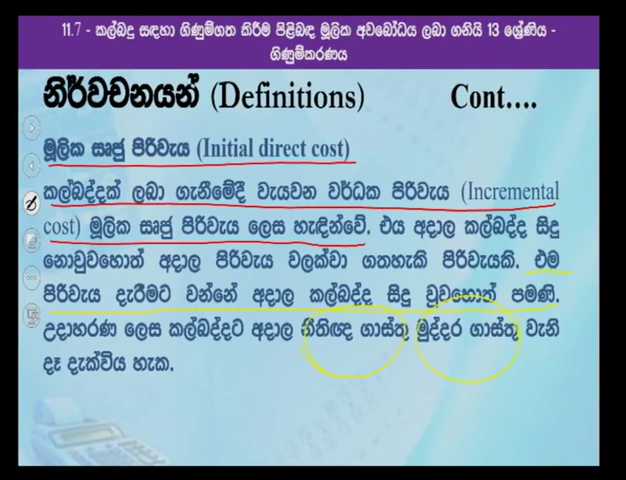 11.7 - කල්බදු සඳහා ගිණුම්ගත කිරීම පිළිබඳ මූලික අවබෝධය ලබා ගනියි 13 ශ්‍රේණිය -
ගිණුම්කරණය
නිර්වචනයන් (Definitions) Cont....
මූලික සෘජු පිරිවැය (Initial direct cost)
කල්බද්දක් ලබා ගැනීමේදී වැයවන වර්ධක පිරිවැය (Incremental
cost) මූලික සෘජු පිරිවැය ලෙස හැඳින්වේ. එය අදාල කල්බද්ද සිදු
නොවුවහොත් අදාල පිරිවැය වලක්වා ගතහැකි පිරිවැයකි. එම
පිරිවැය දැරීමට වන්නේ අදාල කල්බද්ද සිදු වූවහොත් පමණි.
උදාහරණ ලෙස කල්බද්දට අදාල නීතිඥ ගාස්තු මුද්දර ගාස්තු වැනි
දෑ දැක්විය හැක.